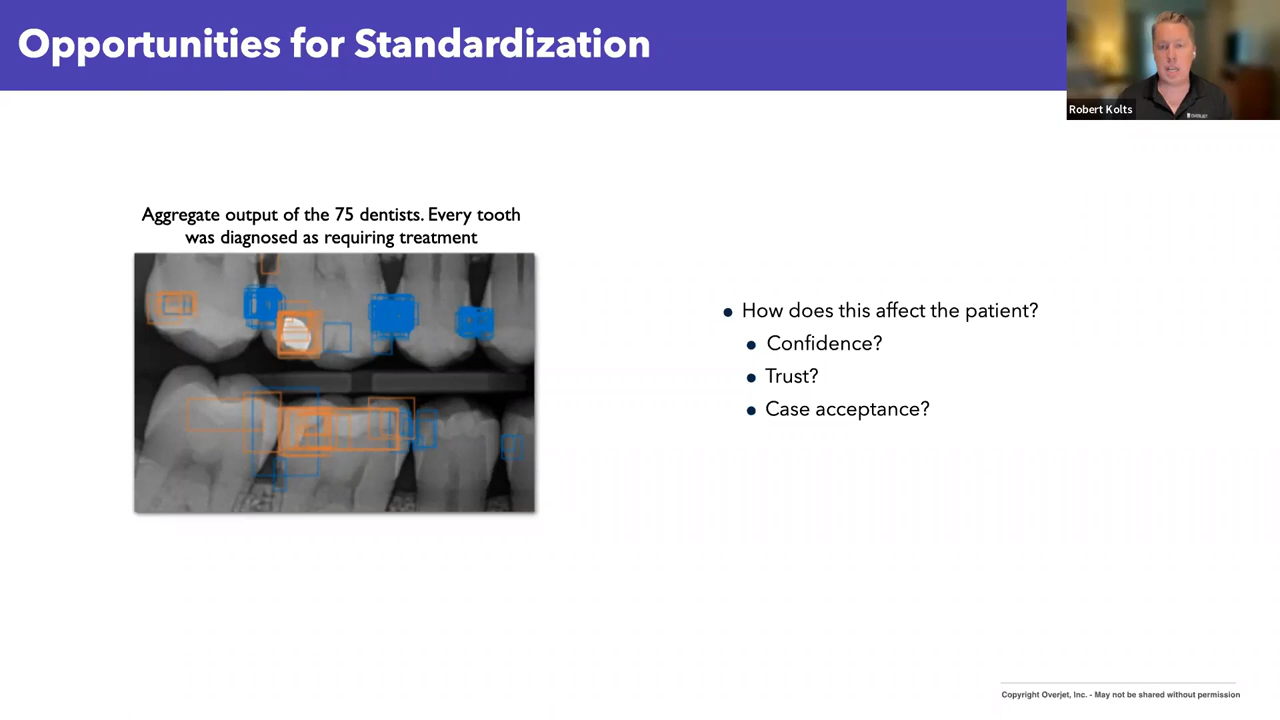 Opportunities for Standardization
Robert Kolts
OVERJET
Aggregate output of the 75 dentists. Every tooth
was diagnosed as requiring treatment
• How does this affect the patient?
• Confidence?
• Trust?
• Case acceptance?
Copyright Overjet, Inc. - May not be shared without permission